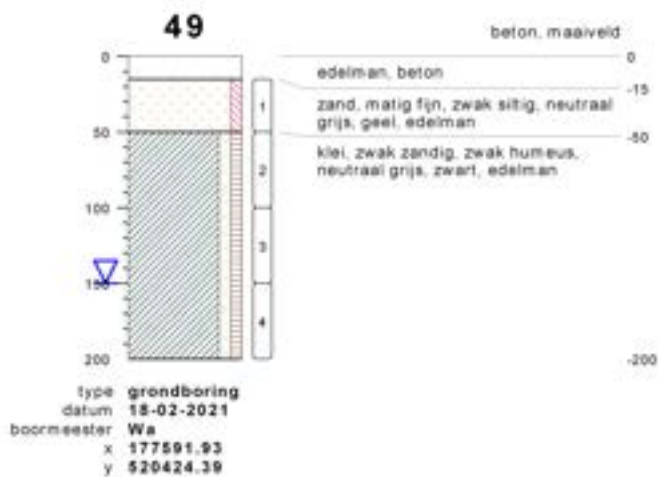 49
beton, maaiveld
0
0
edelman, beton
-15
1
zand, matig fijn, zwak siltig, neutraal
grijs, geel, edelman
50
-50
2
klei, zwak zandig, zwak humeus,
neutraal grijs, zwart, edelman
100
3
150
4
200
-200
type grondboring
datum 18-02-2021
boormeester Wa
x 177591.93
y 520424.39